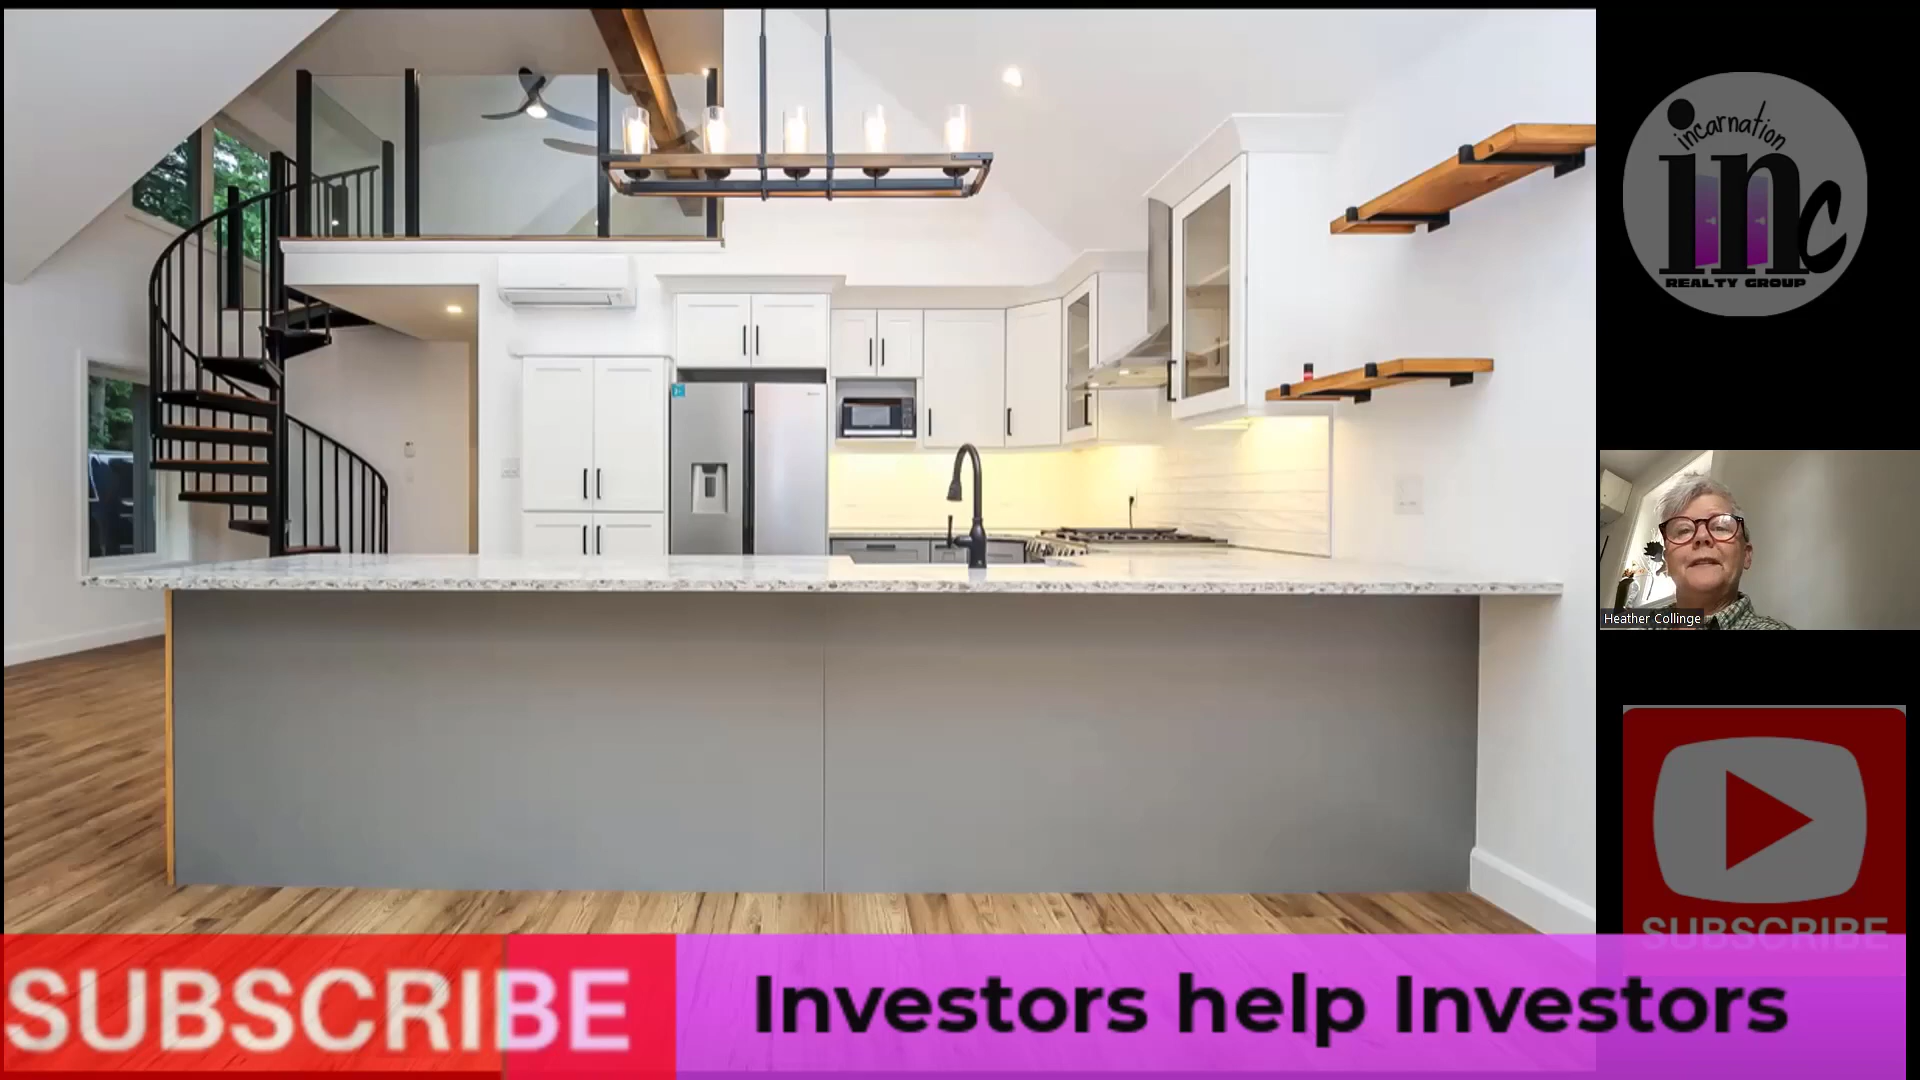 incarnation
inc
REALTY GROUP
Heather Collinge
SUBSCRIBE
SUBSCRIBE
Investors help Investors